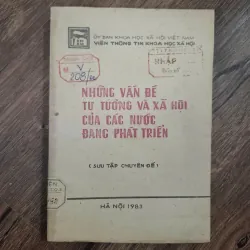 ỦY BAN KHOA HỌC XÃ HỘI VIỆT NAM
VIỆN THÔNG TIN KHOA HỌC XÃ HỘI
V
208/
NHỮNG VẤN ĐỀ
TƯ TƯỞNG VÀ XÃ HỘI
CỦA CÁC NƯỚC
ĐANG PHÁT TRIỂN
( SƯU TẬP CHUYÊN ĐỀ )
HÀ NỘI 1983